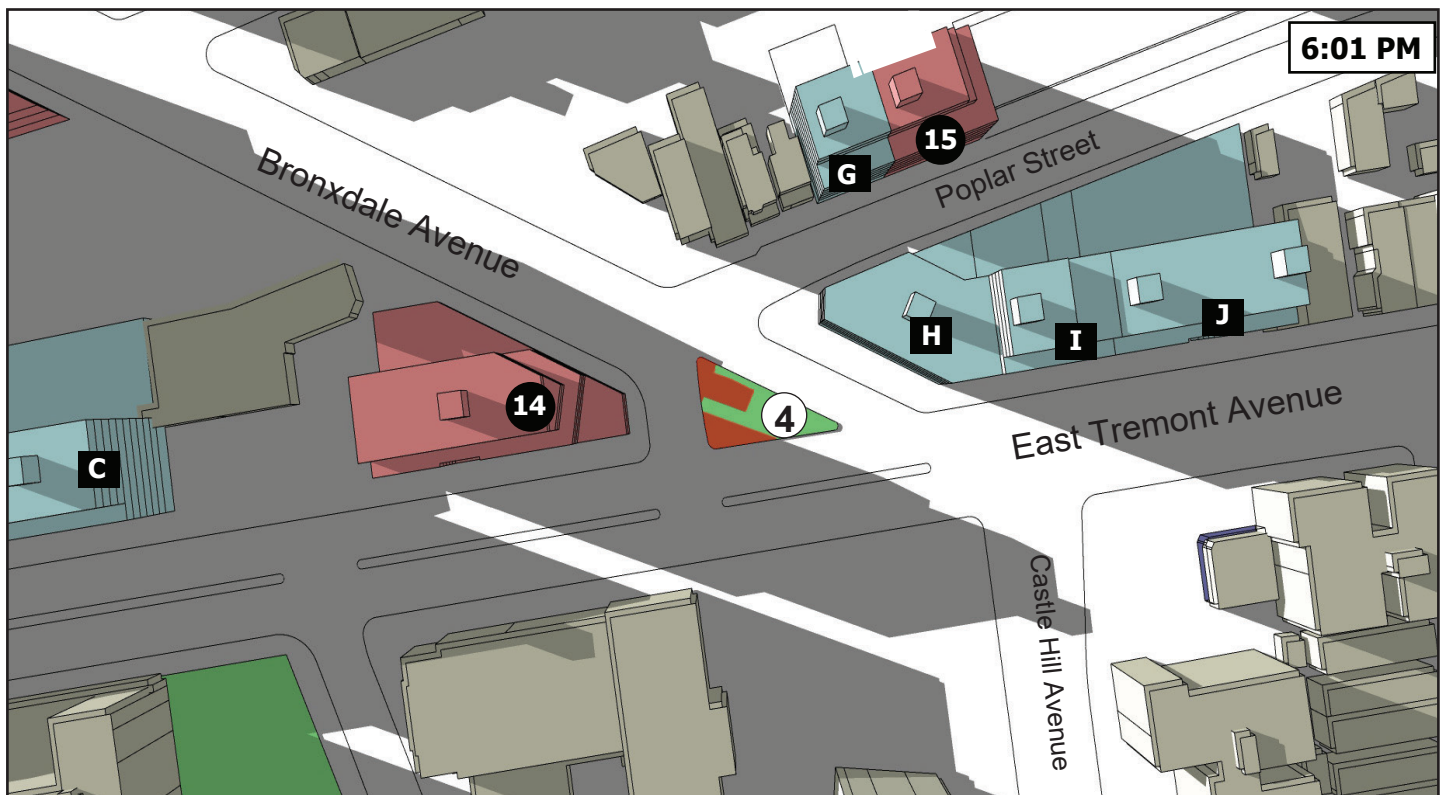 6:01 PM
Bronxdale Avenue
15
G
Poplar Street
H
I
J
14
4
C
East Tremont Avenue
Castle Hill Avenue